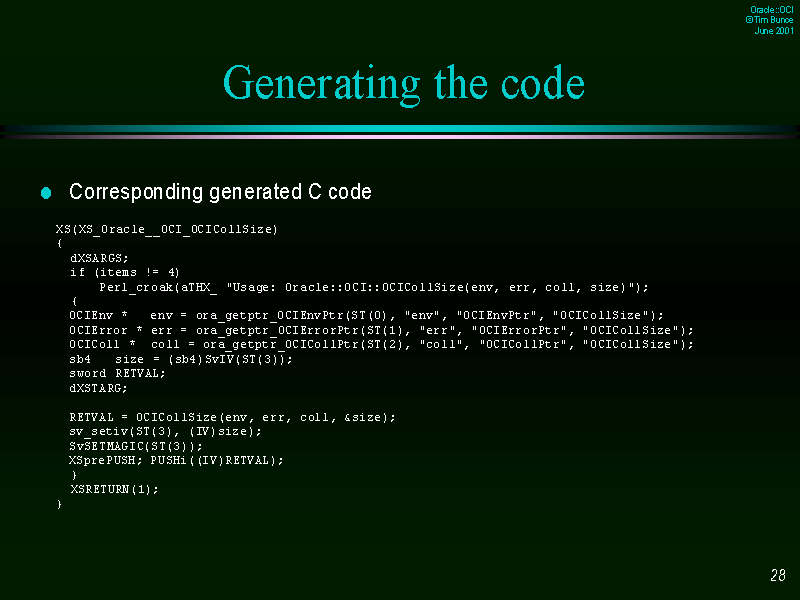 Oracle::OCI
©Tim Bunce
June 2001
Generating the code
Corresponding generated C code
XS(XS_Oracle__OCI_OCICollSize)
{
dXSARGS;
if (items != 4)
Perl_croak(aTHX_ "Usage: Oracle::OCI::OCICollSize(env, err, coll, size)");
{
OCIEnv * env = ora_getptr_OCIEnvPtr(ST(0), "env", "OCIEnvPtr", "OCICollSize");
OCIError * err = ora_getptr_OCIErrorPtr(ST(1), "err", "OCIErrorPtr", "OCICollSize");
OCIColl * coll = ora_getptr_OCICollPtr(ST(2), "coll", "OCICollPtr", "OCICollSize");
sb4 size = (sb4)SvIV(ST(3));
sword RETVAL;
dXSTARG;
RETVAL = OCICollSize(env, err, coll, &size);
sv_setiv(ST(3), (IV)size);
SvSETMAGIC(ST(3));
XSprePUSH; PUSHi((IV)RETVAL);
}
XSRETURN(1);
}
28